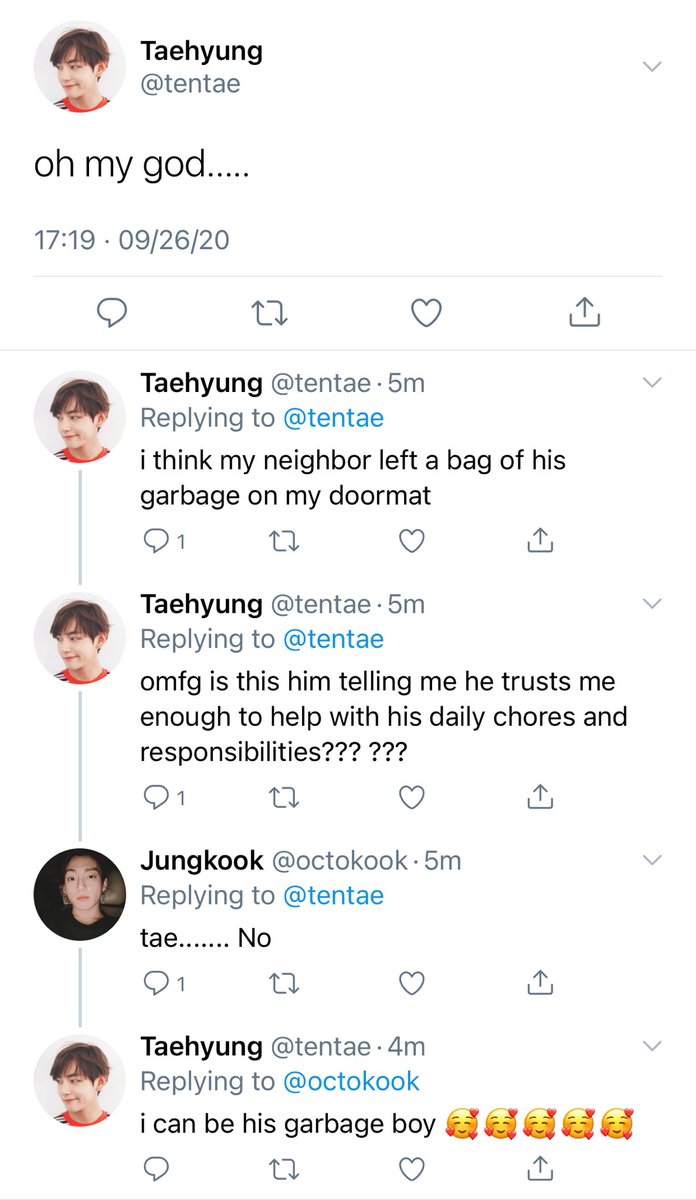 Taehyung
@tentae
oh my god.....
17:19 · 09/26/20
Taehyung @tentae · 5m
Replying to @tentae
i think my neighbor left a bag of his
garbage on my doormat
1
Taehyung @tentae · 5m
Replying to @tentae
omfg is this him telling me he trusts me
enough to help with his daily chores and
responsibilities??? ???
1
Jungkook @octokook · 5m
Replying to @tentae
tae....... No
1
Taehyung @tentae · 4m
Replying to @octokook
i can be his garbage boy 🥰🥰🥰🥰🥰